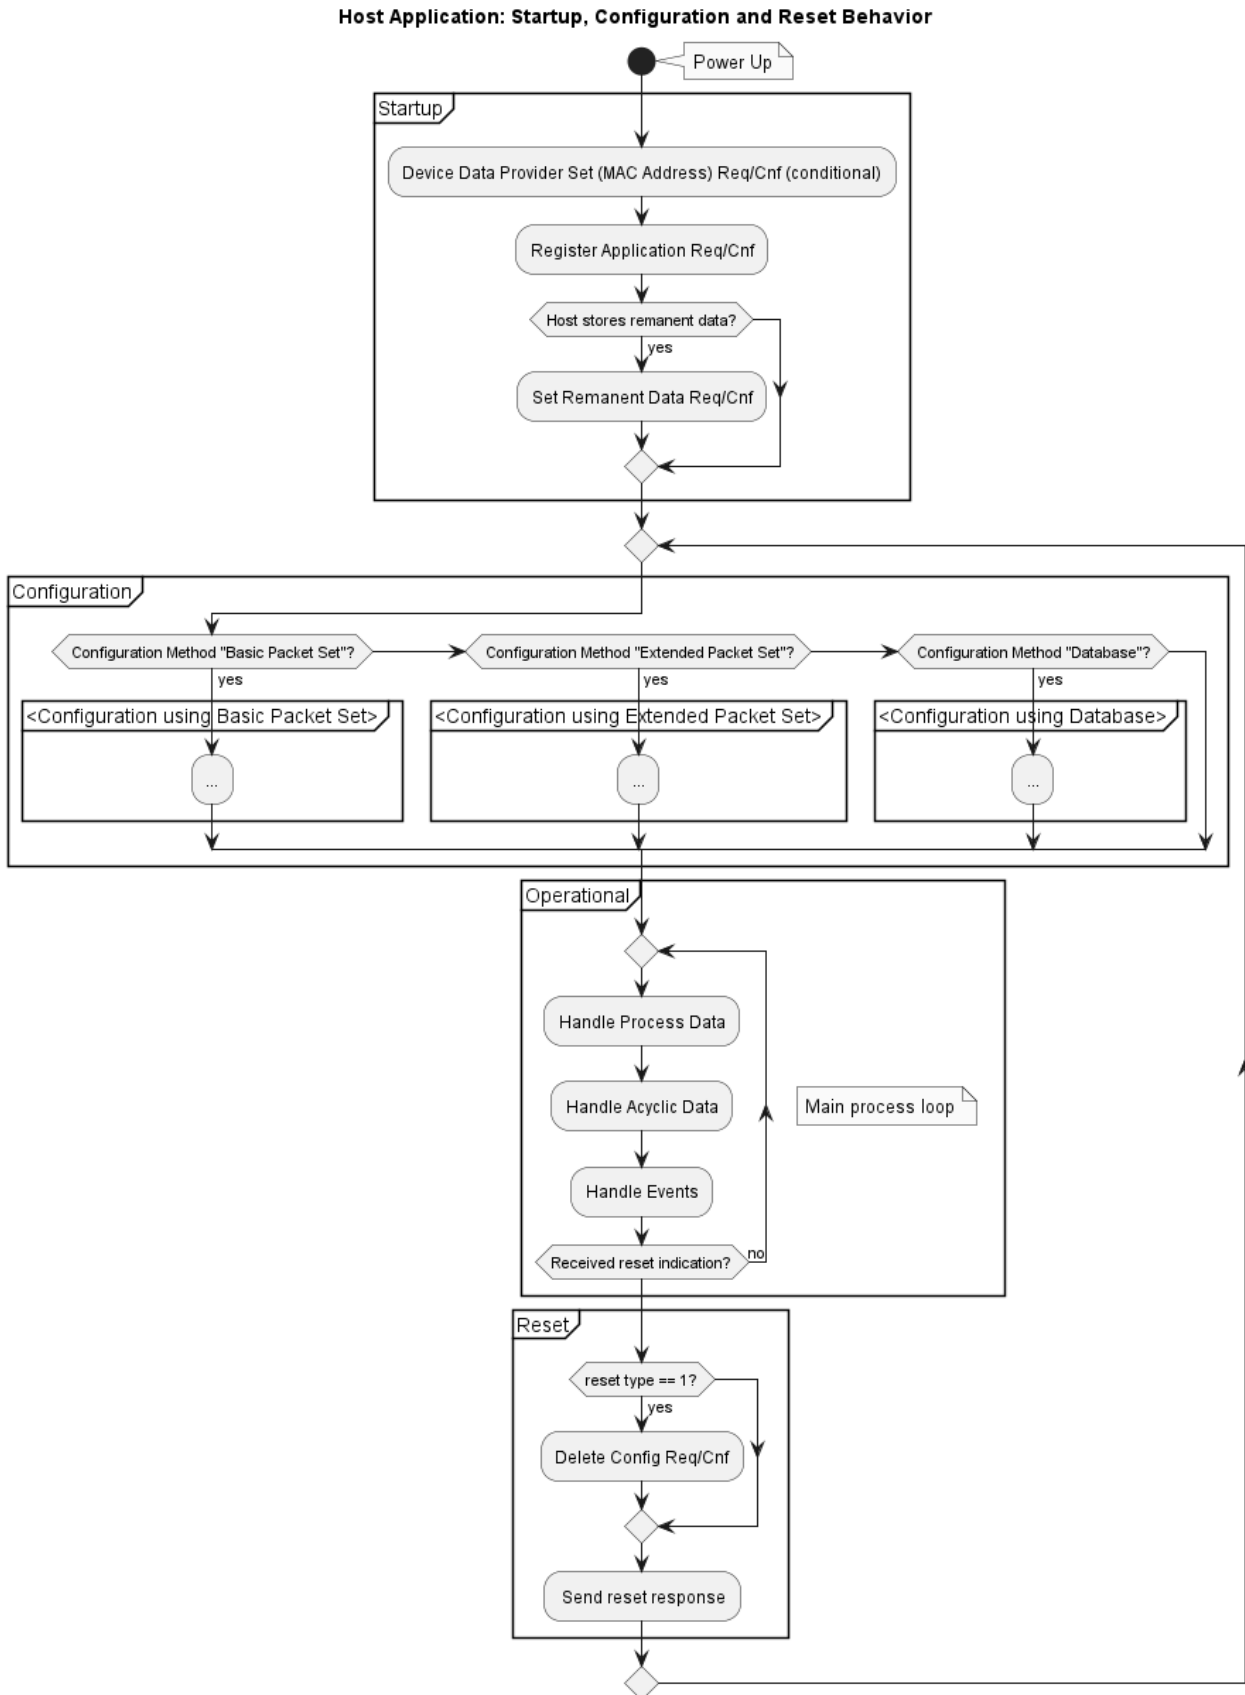 Host Application: Startup, Configuration and Reset Behavior
Power Up
Startup
Device Data Provider Set (MAC Address) Req/Cnf (conditional)
Register Application Req/Cnf
Host stores remanent data?
yes
Set Remanent Data Req/Cnf
Configuration
Configuration Method "Basic Packet Set"?
Configuration Method "Extended Packet Set"?
Configuration Method "Database"?
yes
yes
yes
<Configuration using Basic Packet Set>
<Configuration using Extended Packet Set>
<Configuration using Database>
...
...
...
Operational
Handle Process Data
Handle Acyclic Data
Main process loop
Handle Events
Received reset indication?
no
Reset
reset type == 1?
yes
Delete Config Req/Cnf
Send reset response